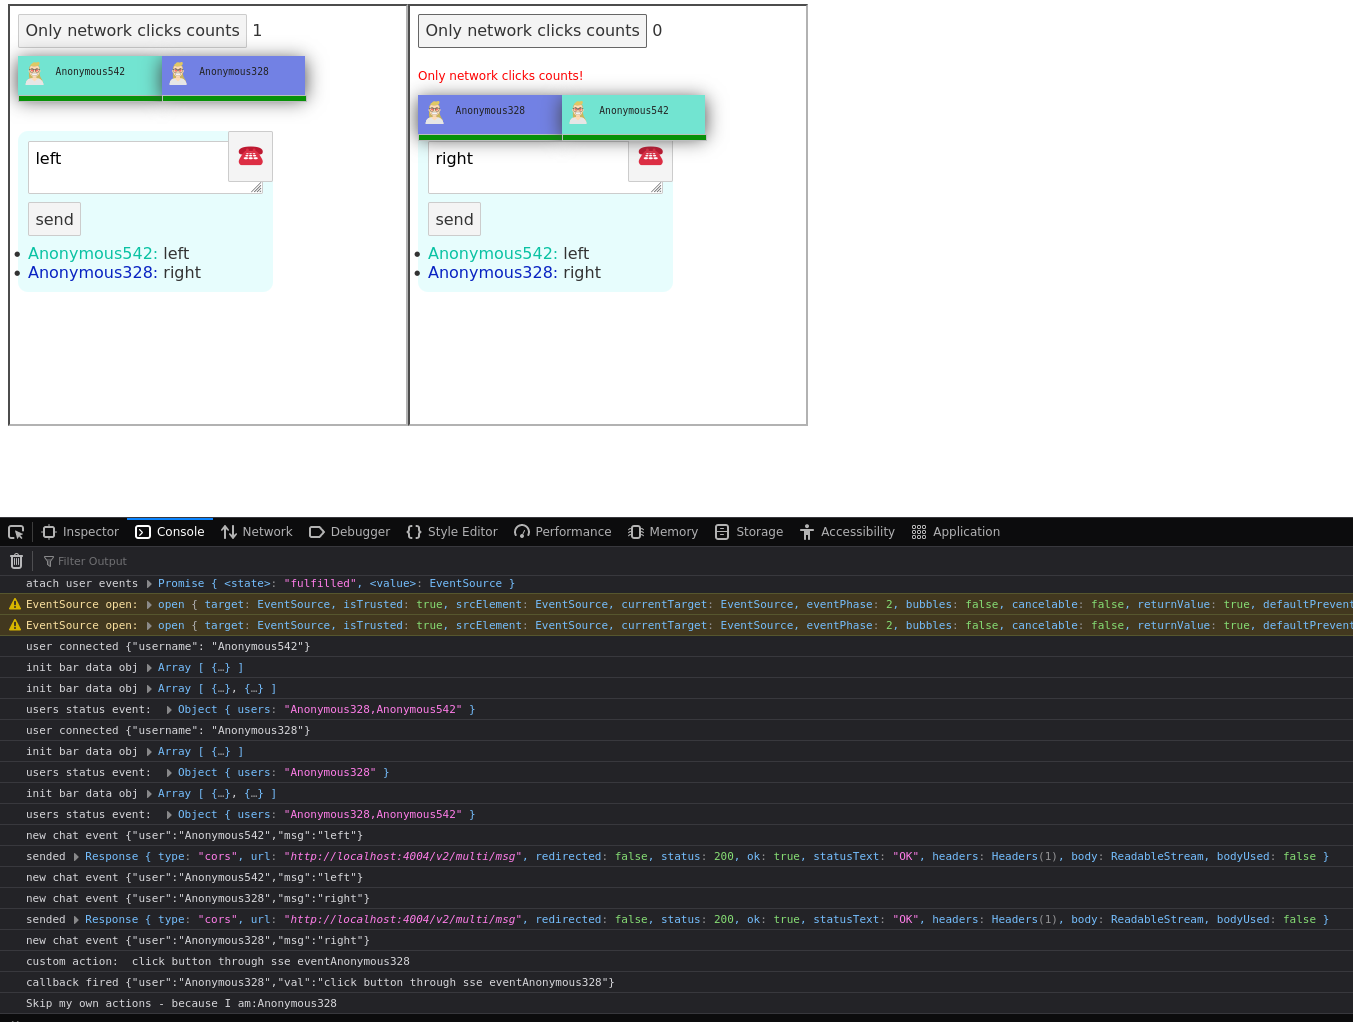 Only network clicks counts 1
Anonymous542 Anonymous328
left
send
Anonymous542: left
Anonymous328: right
Only network clicks counts 0
Only network clicks counts!
Anonymous328 Anonymous542
right
send
Anonymous542: left
Anonymous328: right
Inspector Console Network Debugger Style Editor Performance Memory Storage Accessibility Application
Filter Output
atach user events Promise { <state>: "fulfilled", <value>: EventSource }
EventSource open: open { target: EventSource, isTrusted: true, srcElement: EventSource, currentTarget: EventSource, eventPhase: 2, bubbles: false, cancelable: false, returnValue: true, defaultPrevent
EventSource open: open { target: EventSource, isTrusted: true, srcElement: EventSource, currentTarget: EventSource, eventPhase: 2, bubbles: false, cancelable: false, returnValue: true, defaultPrevent
user connected {"username": "Anonymous542"}
init bar data obj Array [ {…} ]
init bar data obj Array [ {…}, {…} ]
users status event: Object { users: "Anonymous328,Anonymous542" }
user connected {"username": "Anonymous328"}
init bar data obj Array [ {…} ]
users status event: Object { users: "Anonymous328" }
init bar data obj Array [ {…}, {…} ]
users status event: Object { users: "Anonymous328,Anonymous542" }
new chat event {"user":"Anonymous542","msg":"left"}
sended Response { type: "cors", url: "http://localhost:4004/v2/multi/msg", redirected: false, status: 200, ok: true, statusText: "OK", headers: Headers(1), body: ReadableStream, bodyUsed: false }
new chat event {"user":"Anonymous542","msg":"left"}
new chat event {"user":"Anonymous328","msg":"right"}
sended Response { type: "cors", url: "http://localhost:4004/v2/multi/msg", redirected: false, status: 200, ok: true, statusText: "OK", headers: Headers(1), body: ReadableStream, bodyUsed: false }
new chat event {"user":"Anonymous328","msg":"right"}
custom action: click button through sse eventAnonymous328
callback fired {"user":"Anonymous328","val":"click button through sse eventAnonymous328"}
Skip my own actions - because I am:Anonymous328